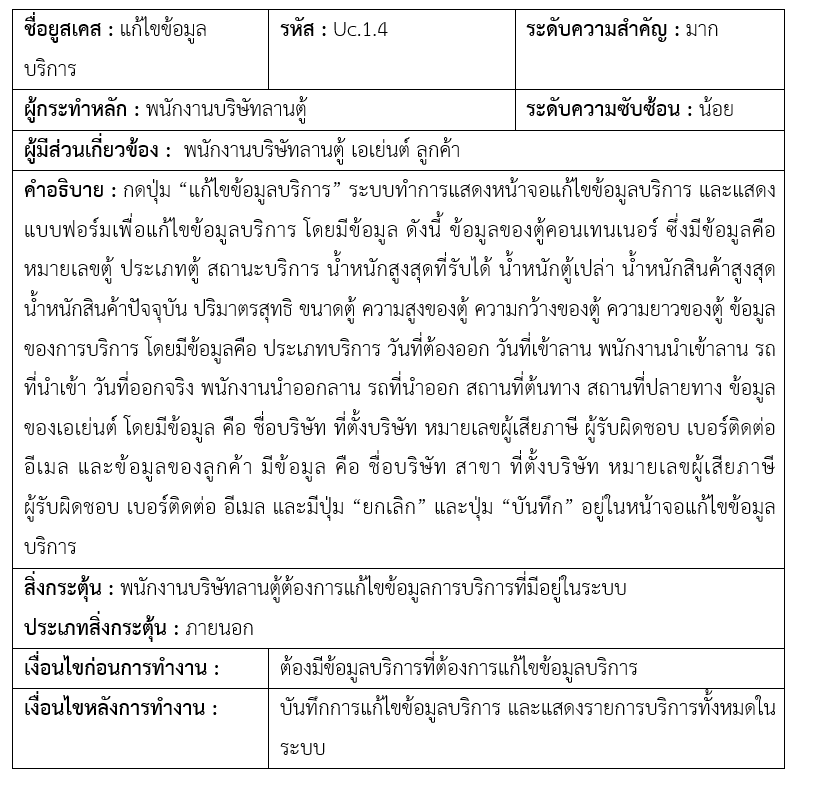 ชื่อยูสเคส : แก้ไขข้อมูล
บริการ
รหัส : Uc.1.4
ระดับความสำคัญ : มาก
ผู้กระทำหลัก : พนักงานบริษัทลานตู้
ระดับความซับซ้อน : น้อย
ผู้มีส่วนเกี่ยวข้อง : พนักงานบริษัทลานตู้ เอเย่นต์ ลูกค้า
คำอธิบาย : กดปุ่ม “แก้ไขข้อมูลบริการ” ระบบทำการแสดงหน้าจอแก้ไขข้อมูลบริการ และแสดง
แบบฟอร์มเพื่อแก้ไขข้อมูลบริการ โดยมีข้อมูล ดังนี้ ข้อมูลของตู้คอนเทนเนอร์ ซึ่งมีข้อมูลคือ
หมายเลขตู้ ประเภทตู้ สถานะบริการ น้ำหนักสูงสุดที่รับได้ น้ำหนักตู้เปล่า น้ำหนักสินค้าสูงสุด
น้ำหนักสินค้าปัจจุบัน ปริมาตรสุทธิ ขนาดตู้ ความสูงของตู้ ความกว้างของตู้ ความยาวของตู้ ข้อมูล
ของการบริการ โดยมีข้อมูลคือ ประเภทบริการ วันที่ต้องออก วันที่เข้าลาน พนักงานนำเข้าลาน รถ
ที่นำเข้า วันที่ออกจริง พนักงานนำออกลาน รถที่นำออก สถานที่ต้นทาง สถานที่ปลายทาง ข้อมูล
ของเอเย่นต์ โดยมีข้อมูล คือ ชื่อบริษัท ที่ตั้งบริษัท หมายเลขผู้เสียภาษี ผู้รับผิดชอบ เบอร์ติดต่อ
อีเมล และข้อมูลของลูกค้า มีข้อมูล คือ ชื่อบริษัท สาขา ที่ตั้งบริษัท หมายเลขผู้เสียภาษี
ผู้รับผิดชอบ เบอร์ติดต่อ อีเมล และมีปุ่ม “ยกเลิก” และปุ่ม “บันทึก” อยู่ในหน้าจอแก้ไขข้อมูล
บริการ
สิ่งกระตุ้น : พนักงานบริษัทลานตู้ต้องการแก้ไขข้อมูลการบริการที่มีอยู่ในระบบ
ประเภทสิ่งกระตุ้น : ภายนอก
เงื่อนไขก่อนการทำงาน :
ต้องมีข้อมูลบริการที่ต้องการแก้ไขข้อมูลบริการ
เงื่อนไขหลังการทำงาน :
บันทึกการแก้ไขข้อมูลบริการ และแสดงรายการบริการทั้งหมดใน
ระบบ